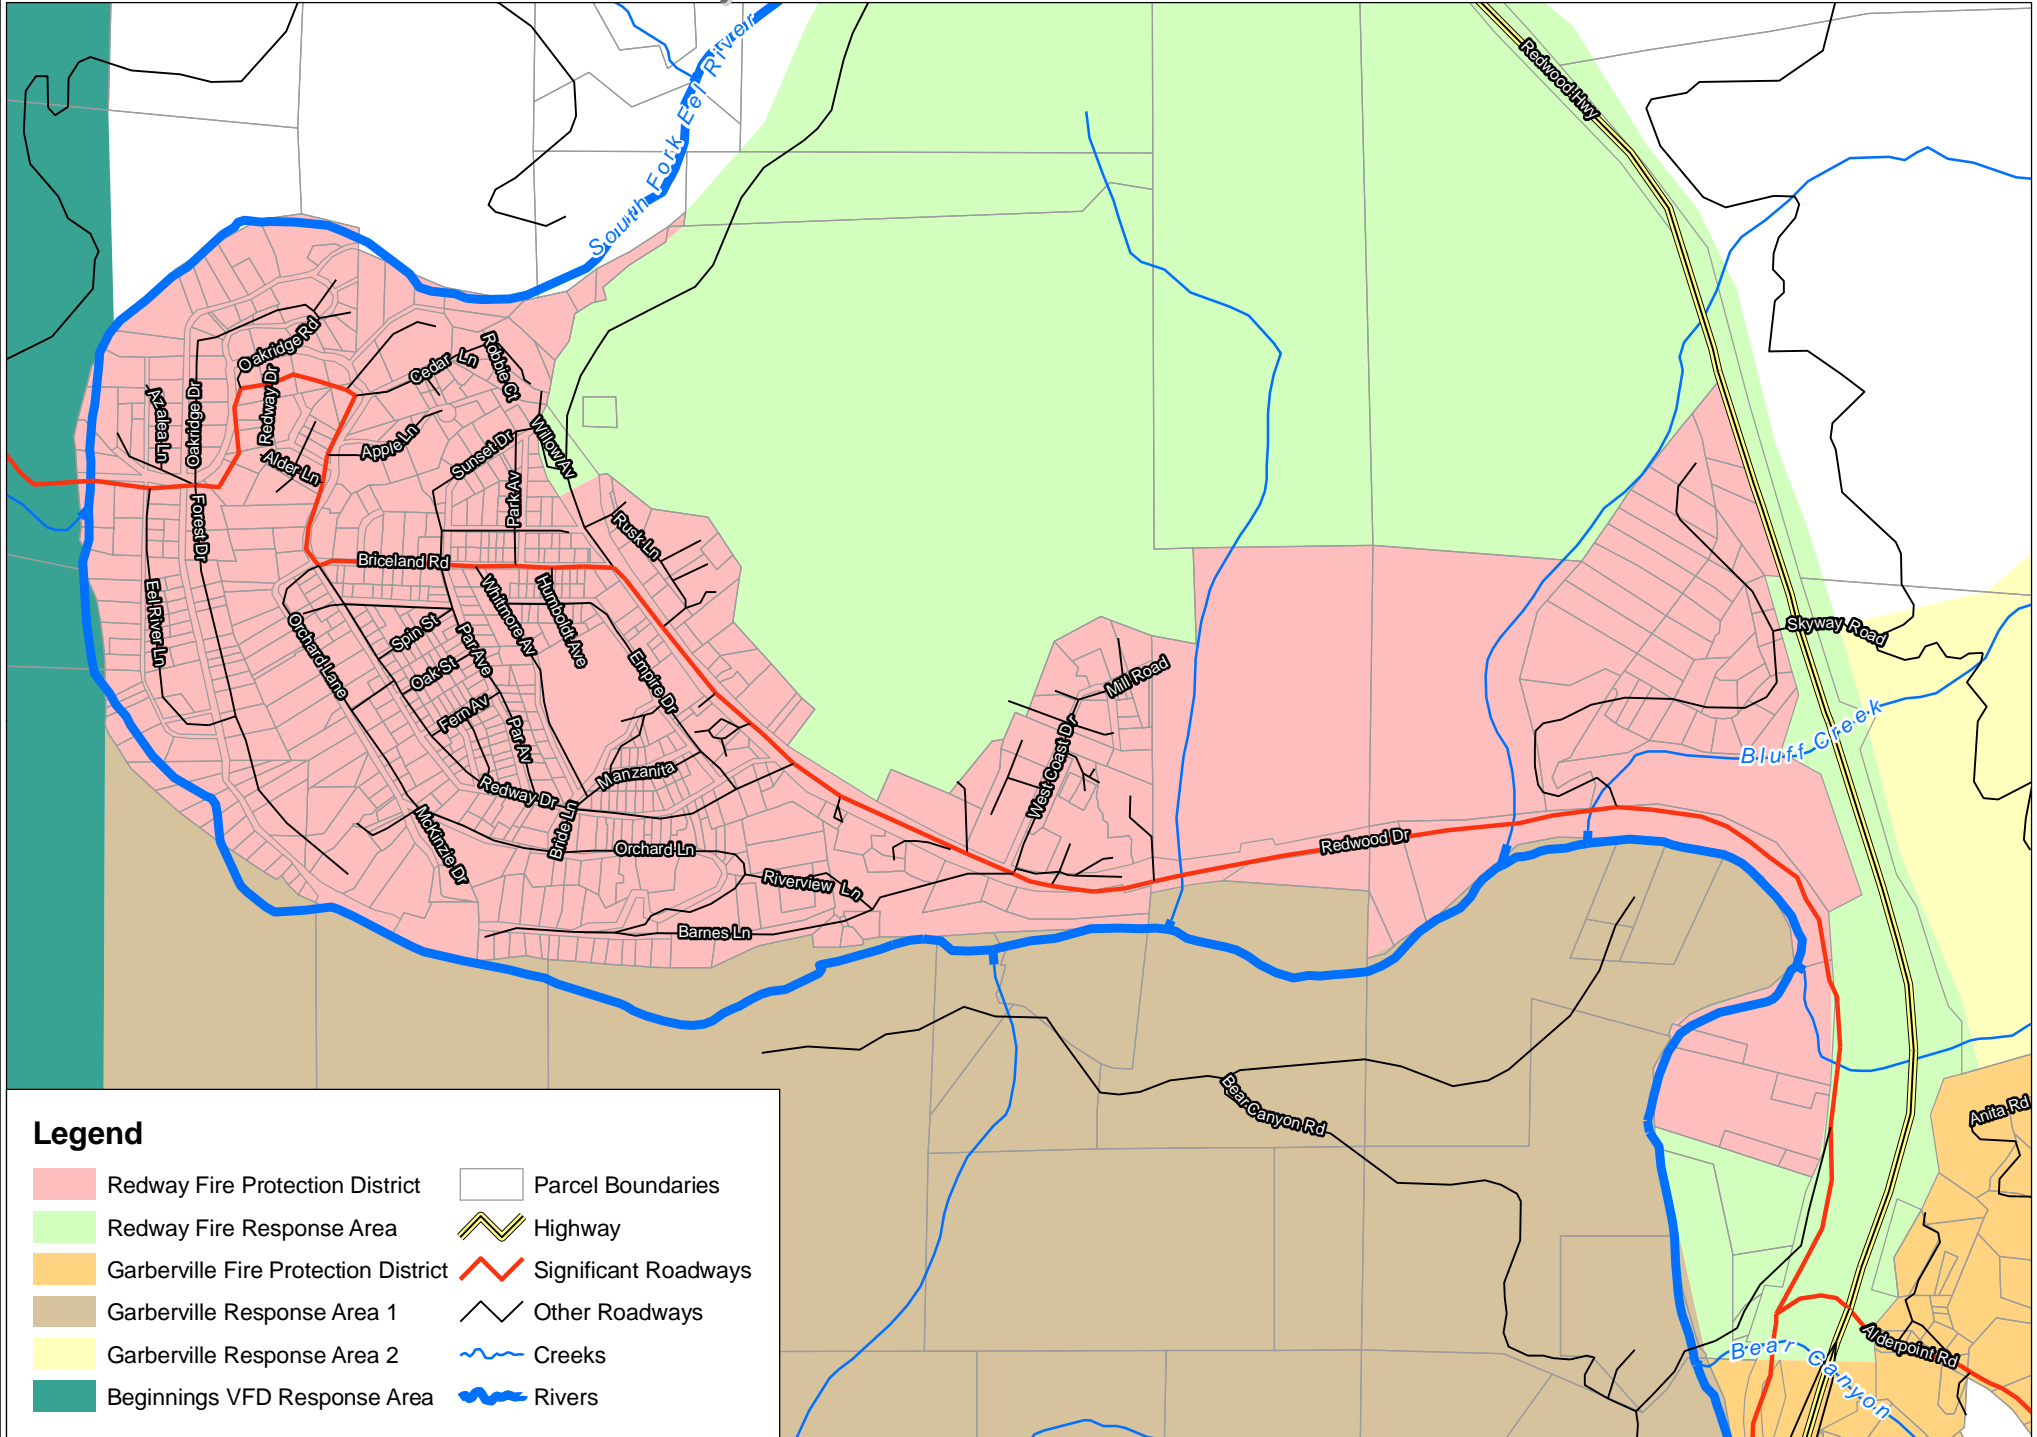 Redwood Hwy
South Fork Eel River
Oakridge Rd
Robbie Ct
Cedar Ln
Redway Dr
Azalea Ln
Oakridge Dr
Apple Ln
Sunset Dr
Willow Av
Alder Ln
Park Av
Forest Dr
Rusk Ln
Briceland Rd
Eel River Ln
Orchard Lane
Spin St
Par Ave
Whitmore Av
Humboldt Ave
Oak St
Empire Dr
Fern Av
Par Av
Mill Road
Skyway Road
West Coast Dr
Bluff Creek
Manzanita
Redway Dr
Bride Ln
McKinzie Dr
Orchard Ln
Redwood Dr
Riverview Ln
Barnes Ln
Bear Canyon Rd
Anita Rd
Alderpoint Rd
Bear Canyon
Legend
Redway Fire Protection District
Redway Fire Response Area
Garberville Fire Protection District
Garberville Response Area 1
Garberville Response Area 2
Beginnings VFD Response Area
Parcel Boundaries
Highway
Significant Roadways
Other Roadways
Creeks
Rivers